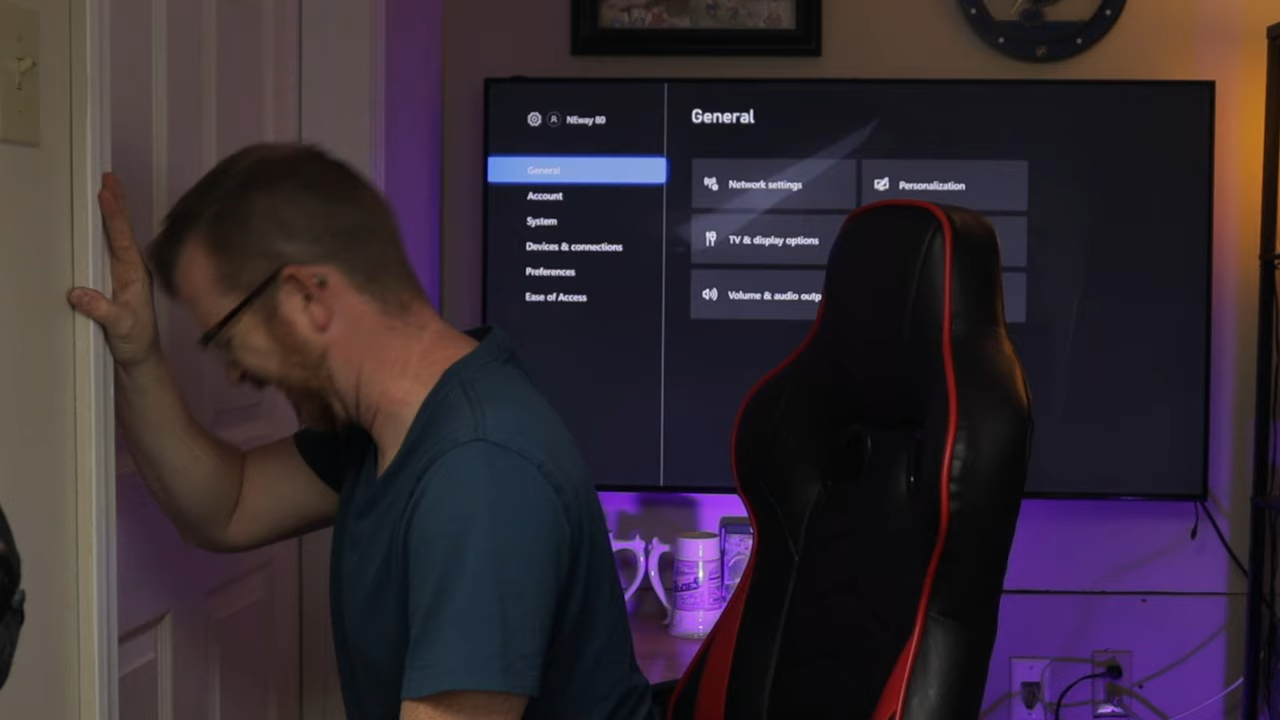 NEway 80
General
General
Account
System
Devices & connections
Preferences
Ease of Access
Network settings
Personalization
TV & display options
Volume & audio outp